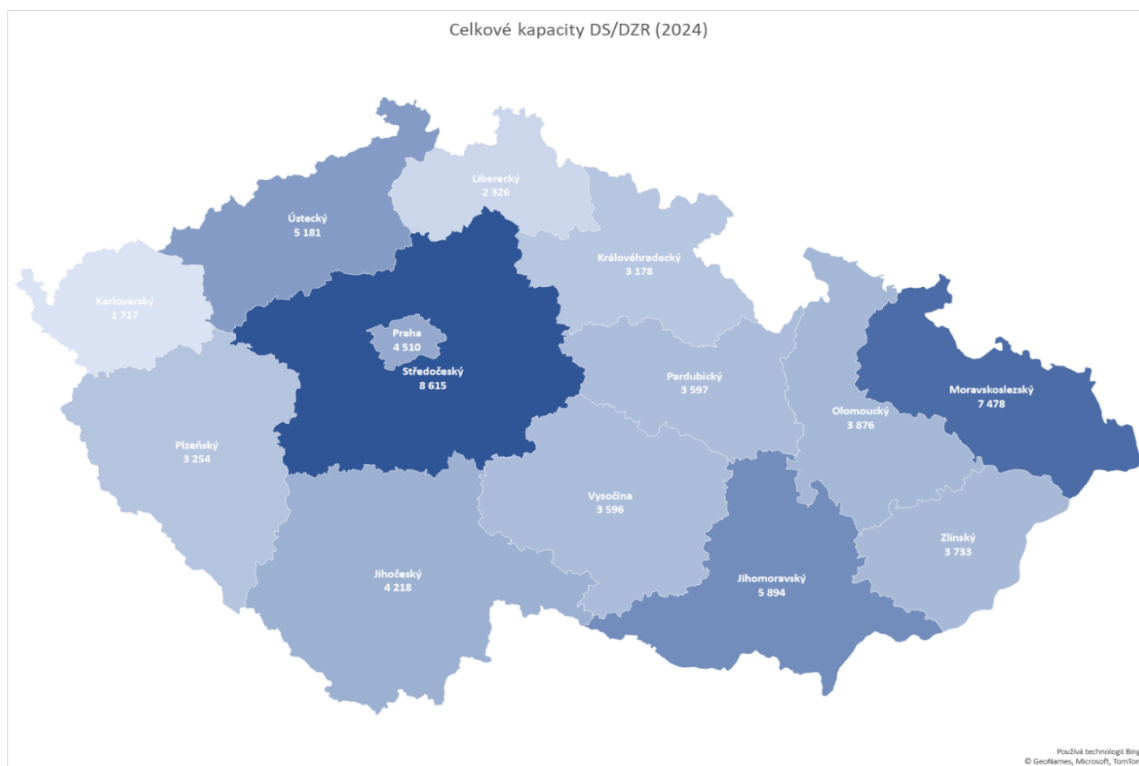 Celkové kapacity DS/DZR (2024)
Liberecký
2 326
Ústecký
5 181
Královéhradecký
3 178
Karlovarský
1 717
Praha
4 510
Středočeský
8 615
Pardubický
3 597
Moravskoslezský
7 478
Olomoucký
3 876
Plzeňský
3 254
Vysočina
3 596
Zlínský
3 733
Jihočeský
4 218
Jihomoravský
5 894
Používá technologii Bing
© GeoNames, Microsoft, TomTom